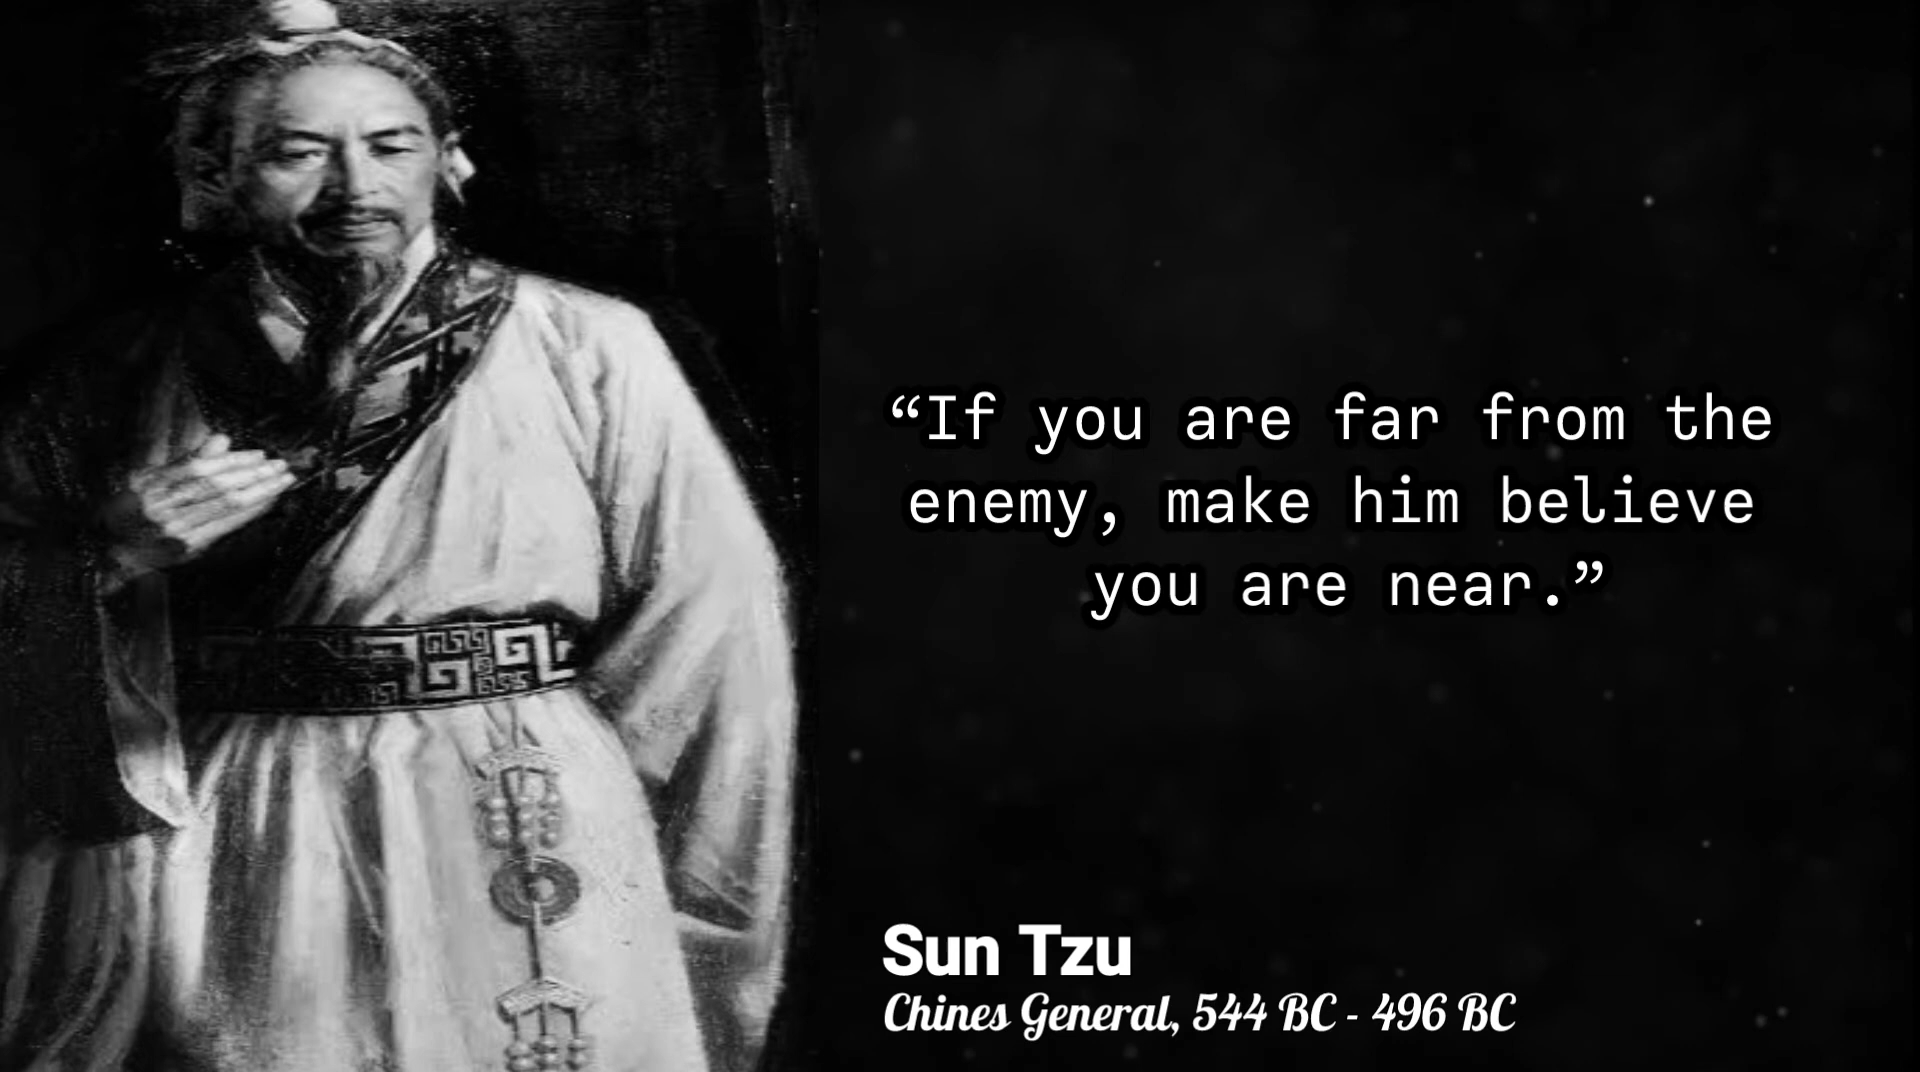 “If you are far from the
enemy, make him believe
you are near.”
Sun Tzu
Chines General, 544 BC - 496 BC